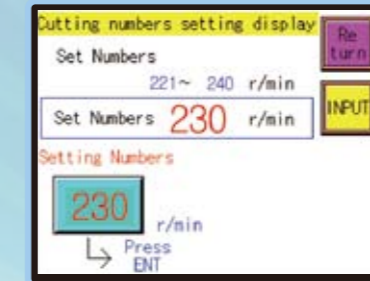 Cutting numbers setting display
Re
turn
Set Numbers
221~ 240 r/min
INPUT
Set Numbers 230 r/min
Setting Numbers
230
r/min
Press
ENT